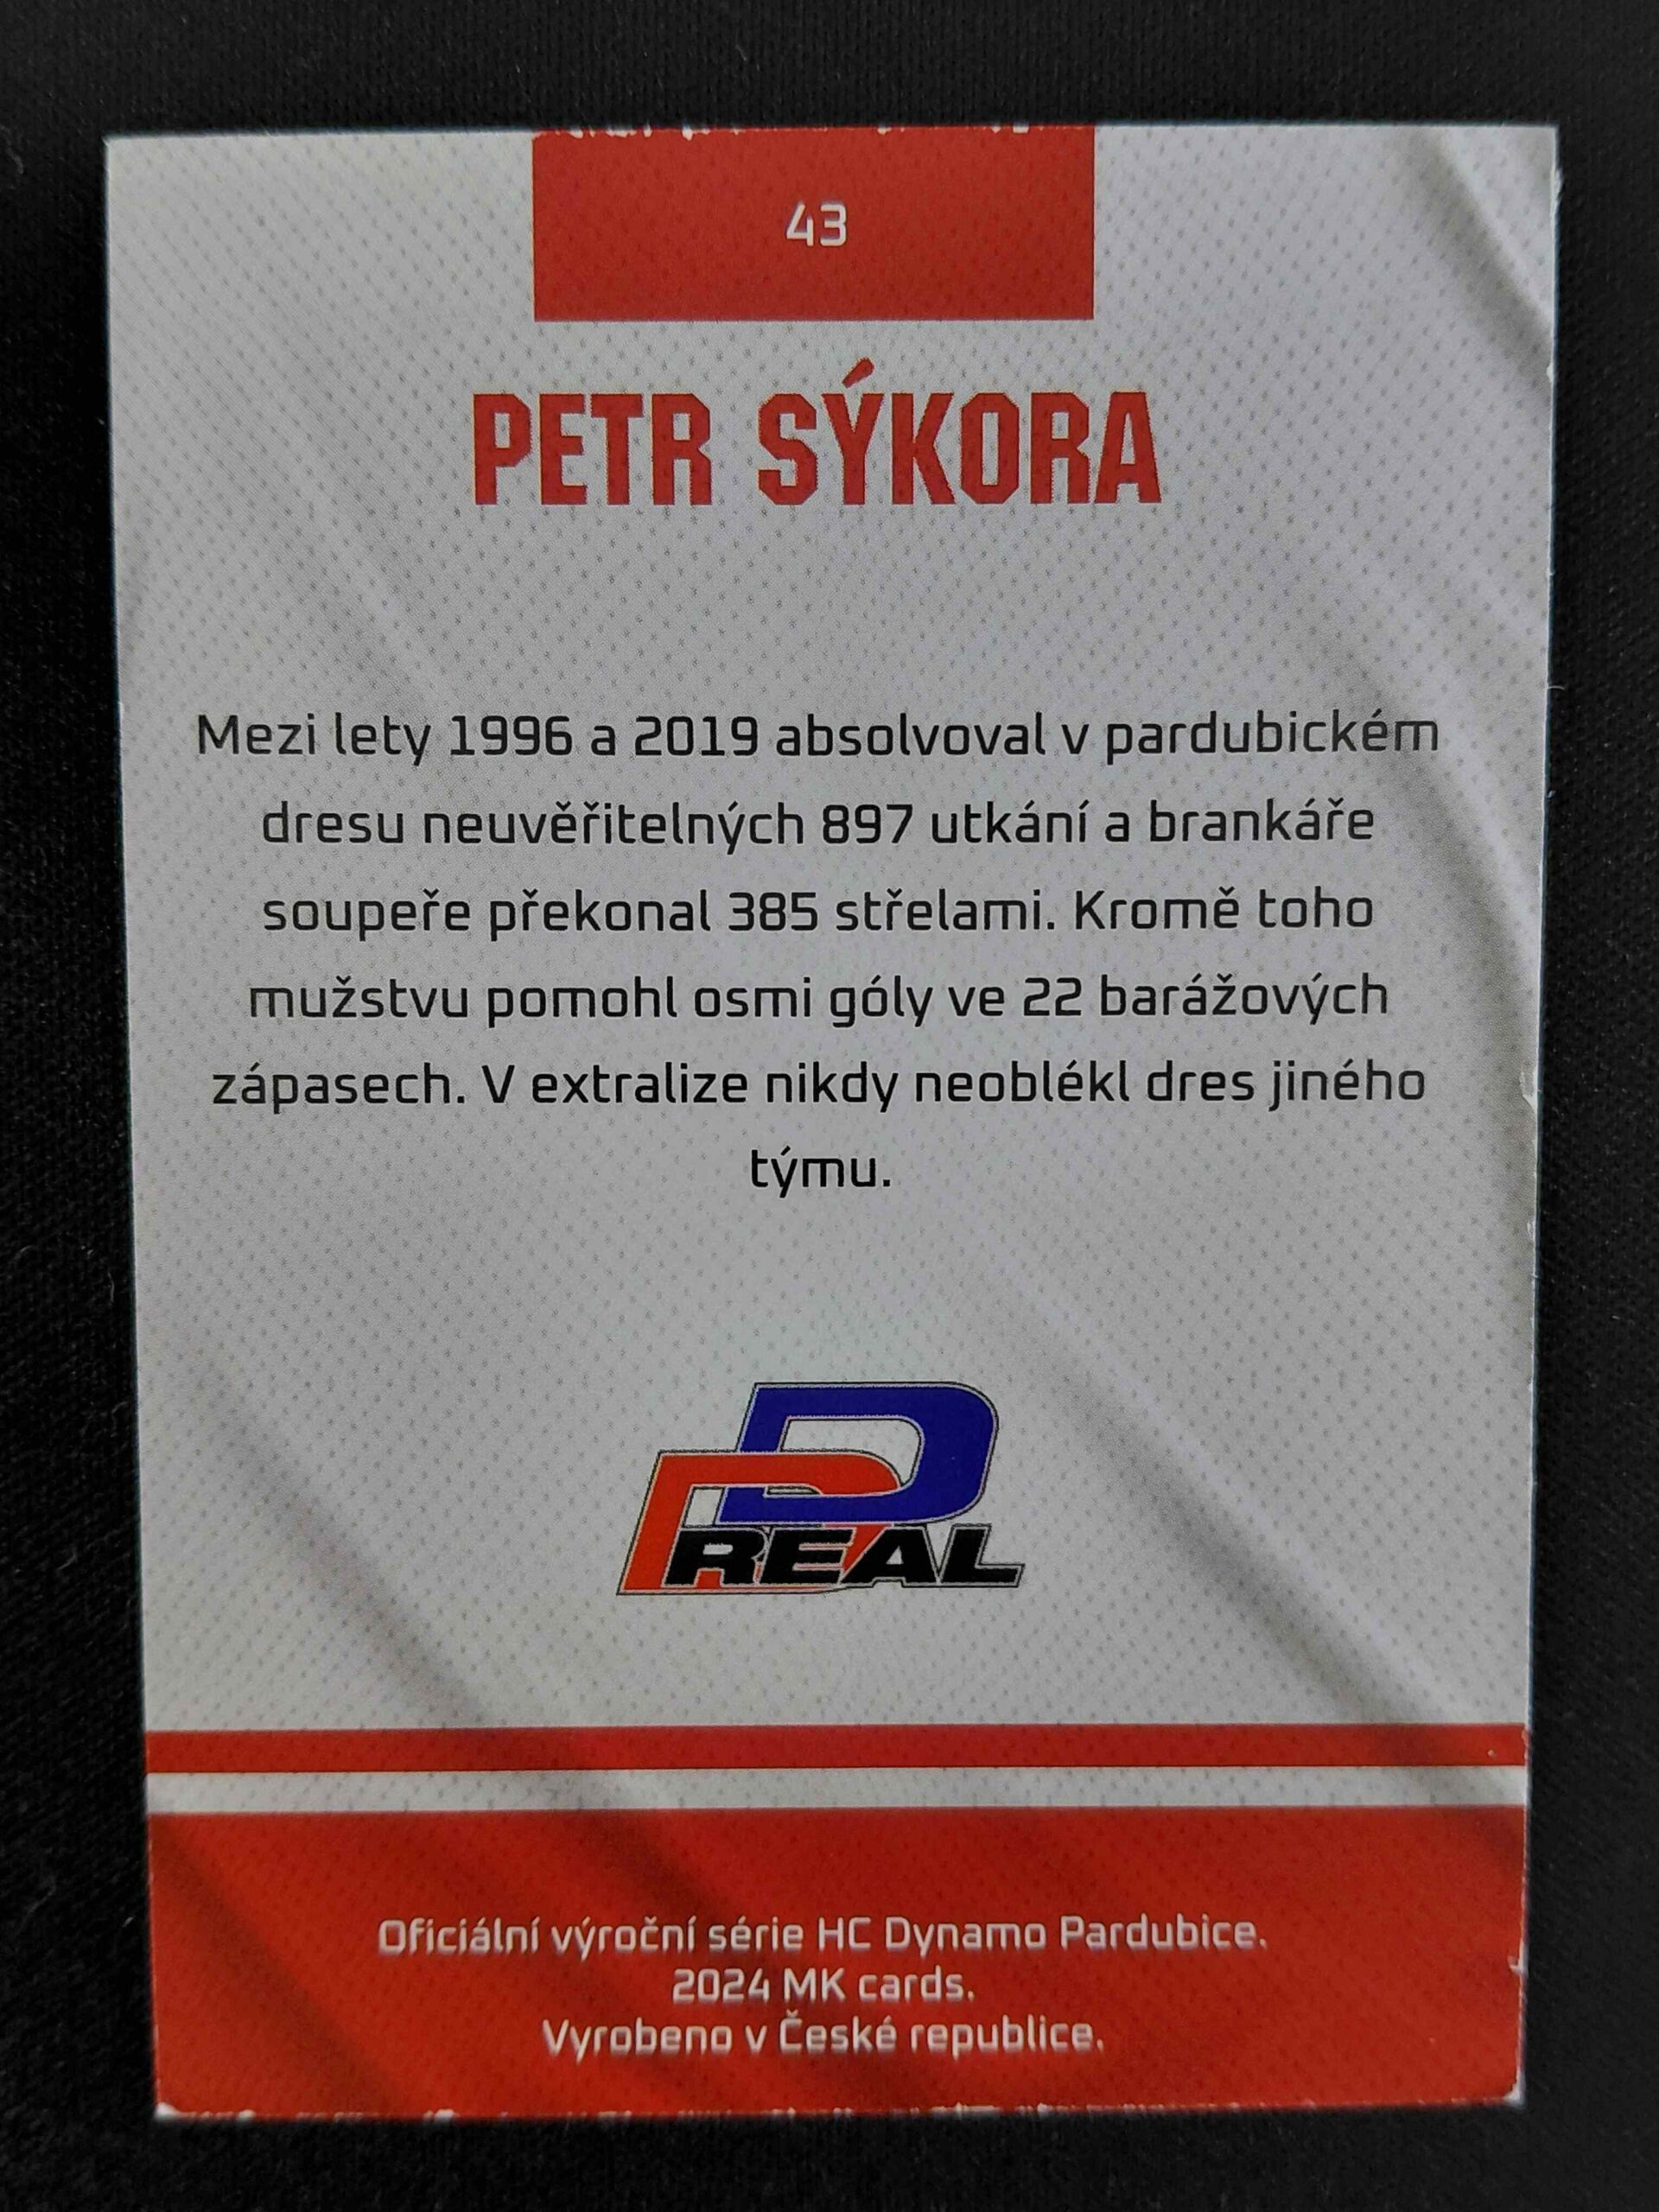 43
PETR SÝKORA
Mezi lety 1996 a 2019 absolvoval v pardubickém
dresu neuvěřitelných 897 utkání a brankáře
soupeře překonal 385 střelami. Kromě toho
mužstvu pomohl osmi góly ve 22 barážových
zápasech. V extralize nikdy neoblékl dres jiného
týmu.
REAL
Oficiální výroční série HC Dynamo Pardubice.
2024 MK cards.
Vyrobeno v České republice.